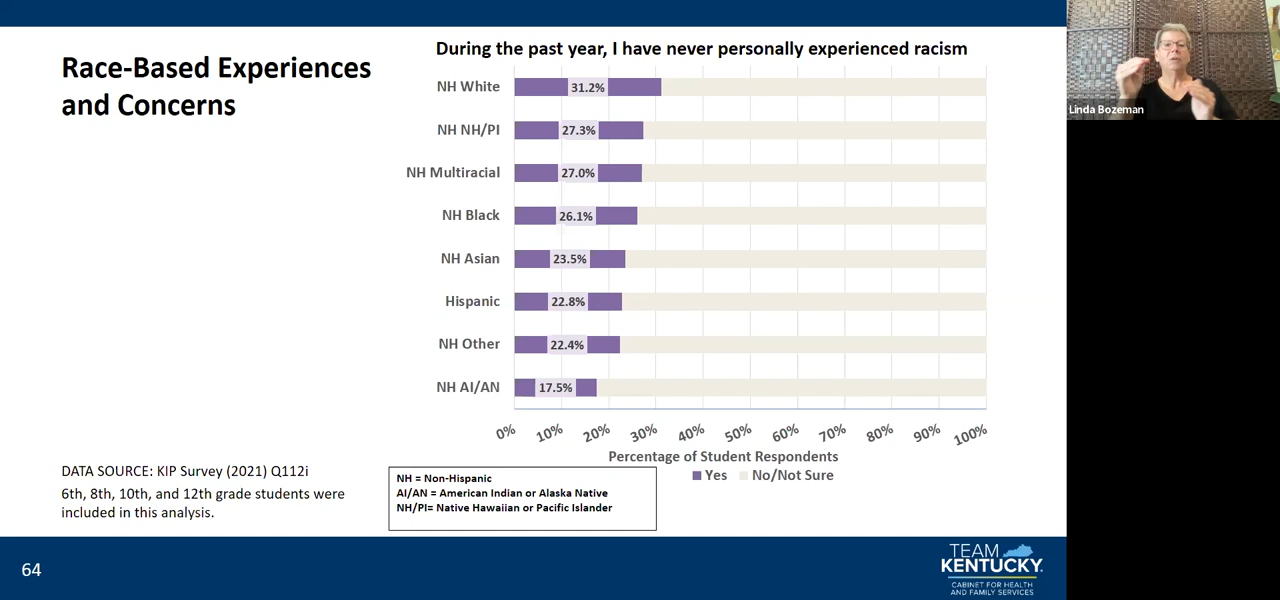 Race-Based Experiences
and Concerns
During the past year, I have never personally experienced racism
NH White
31.2%
NH NH/PI
27.3%
NH Multiracial
27.0%
NH Black
26.1%
NH Asian
23.5%
Hispanic
22.8%
NH Other
22.4%
NH AI/AN
17.5%
0% 10% 20% 30% 40% 50% 60% 70% 80% 90% 100%
Percentage of Student Respondents
Yes No/Not Sure
DATA SOURCE: KIP Survey (2021) Q112i
6th, 8th, 10th, and 12th grade students were
included in this analysis.
NH = Non-Hispanic
AI/AN = American Indian or Alaska Native
NH/PI= Native Hawaiian or Pacific Islander
64
TEAM
KENTUCKY.
CABINET FOR HEALTH
AND FAMILY SERVICES
Linda Bozeman